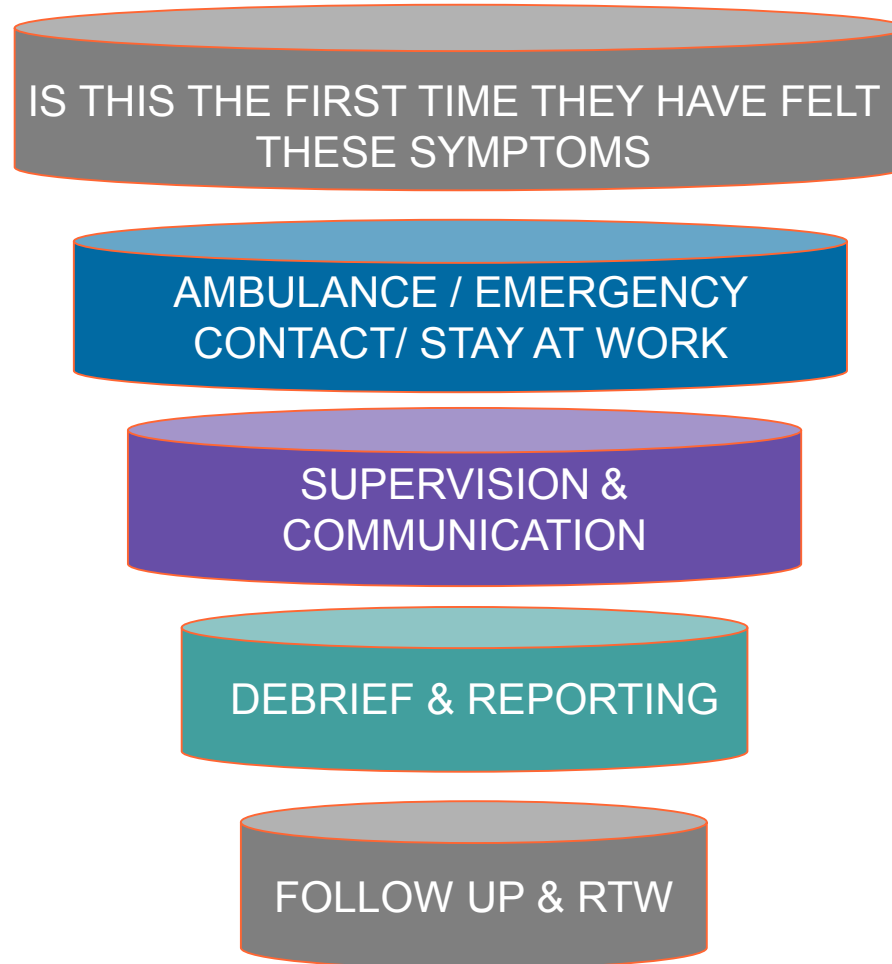 IS THIS THE FIRST TIME THEY HAVE FELT
THESE SYMPTOMS
AMBULANCE / EMERGENCY
CONTACT/ STAY AT WORK
SUPERVISION &
COMMUNICATION
DEBRIEF & REPORTING
FOLLOW UP & RTW